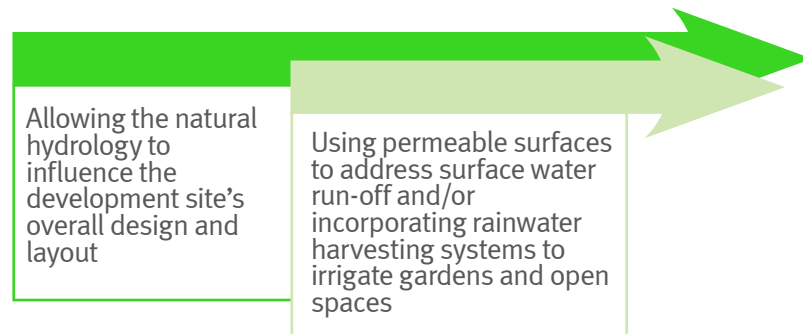 Allowing the natural
hydrology to
influence the
development site’s
overall design and
layout
Using permeable surfaces
to address surface water
run-off and/or
incorporating rainwater
harvesting systems to
irrigate gardens and open
spaces